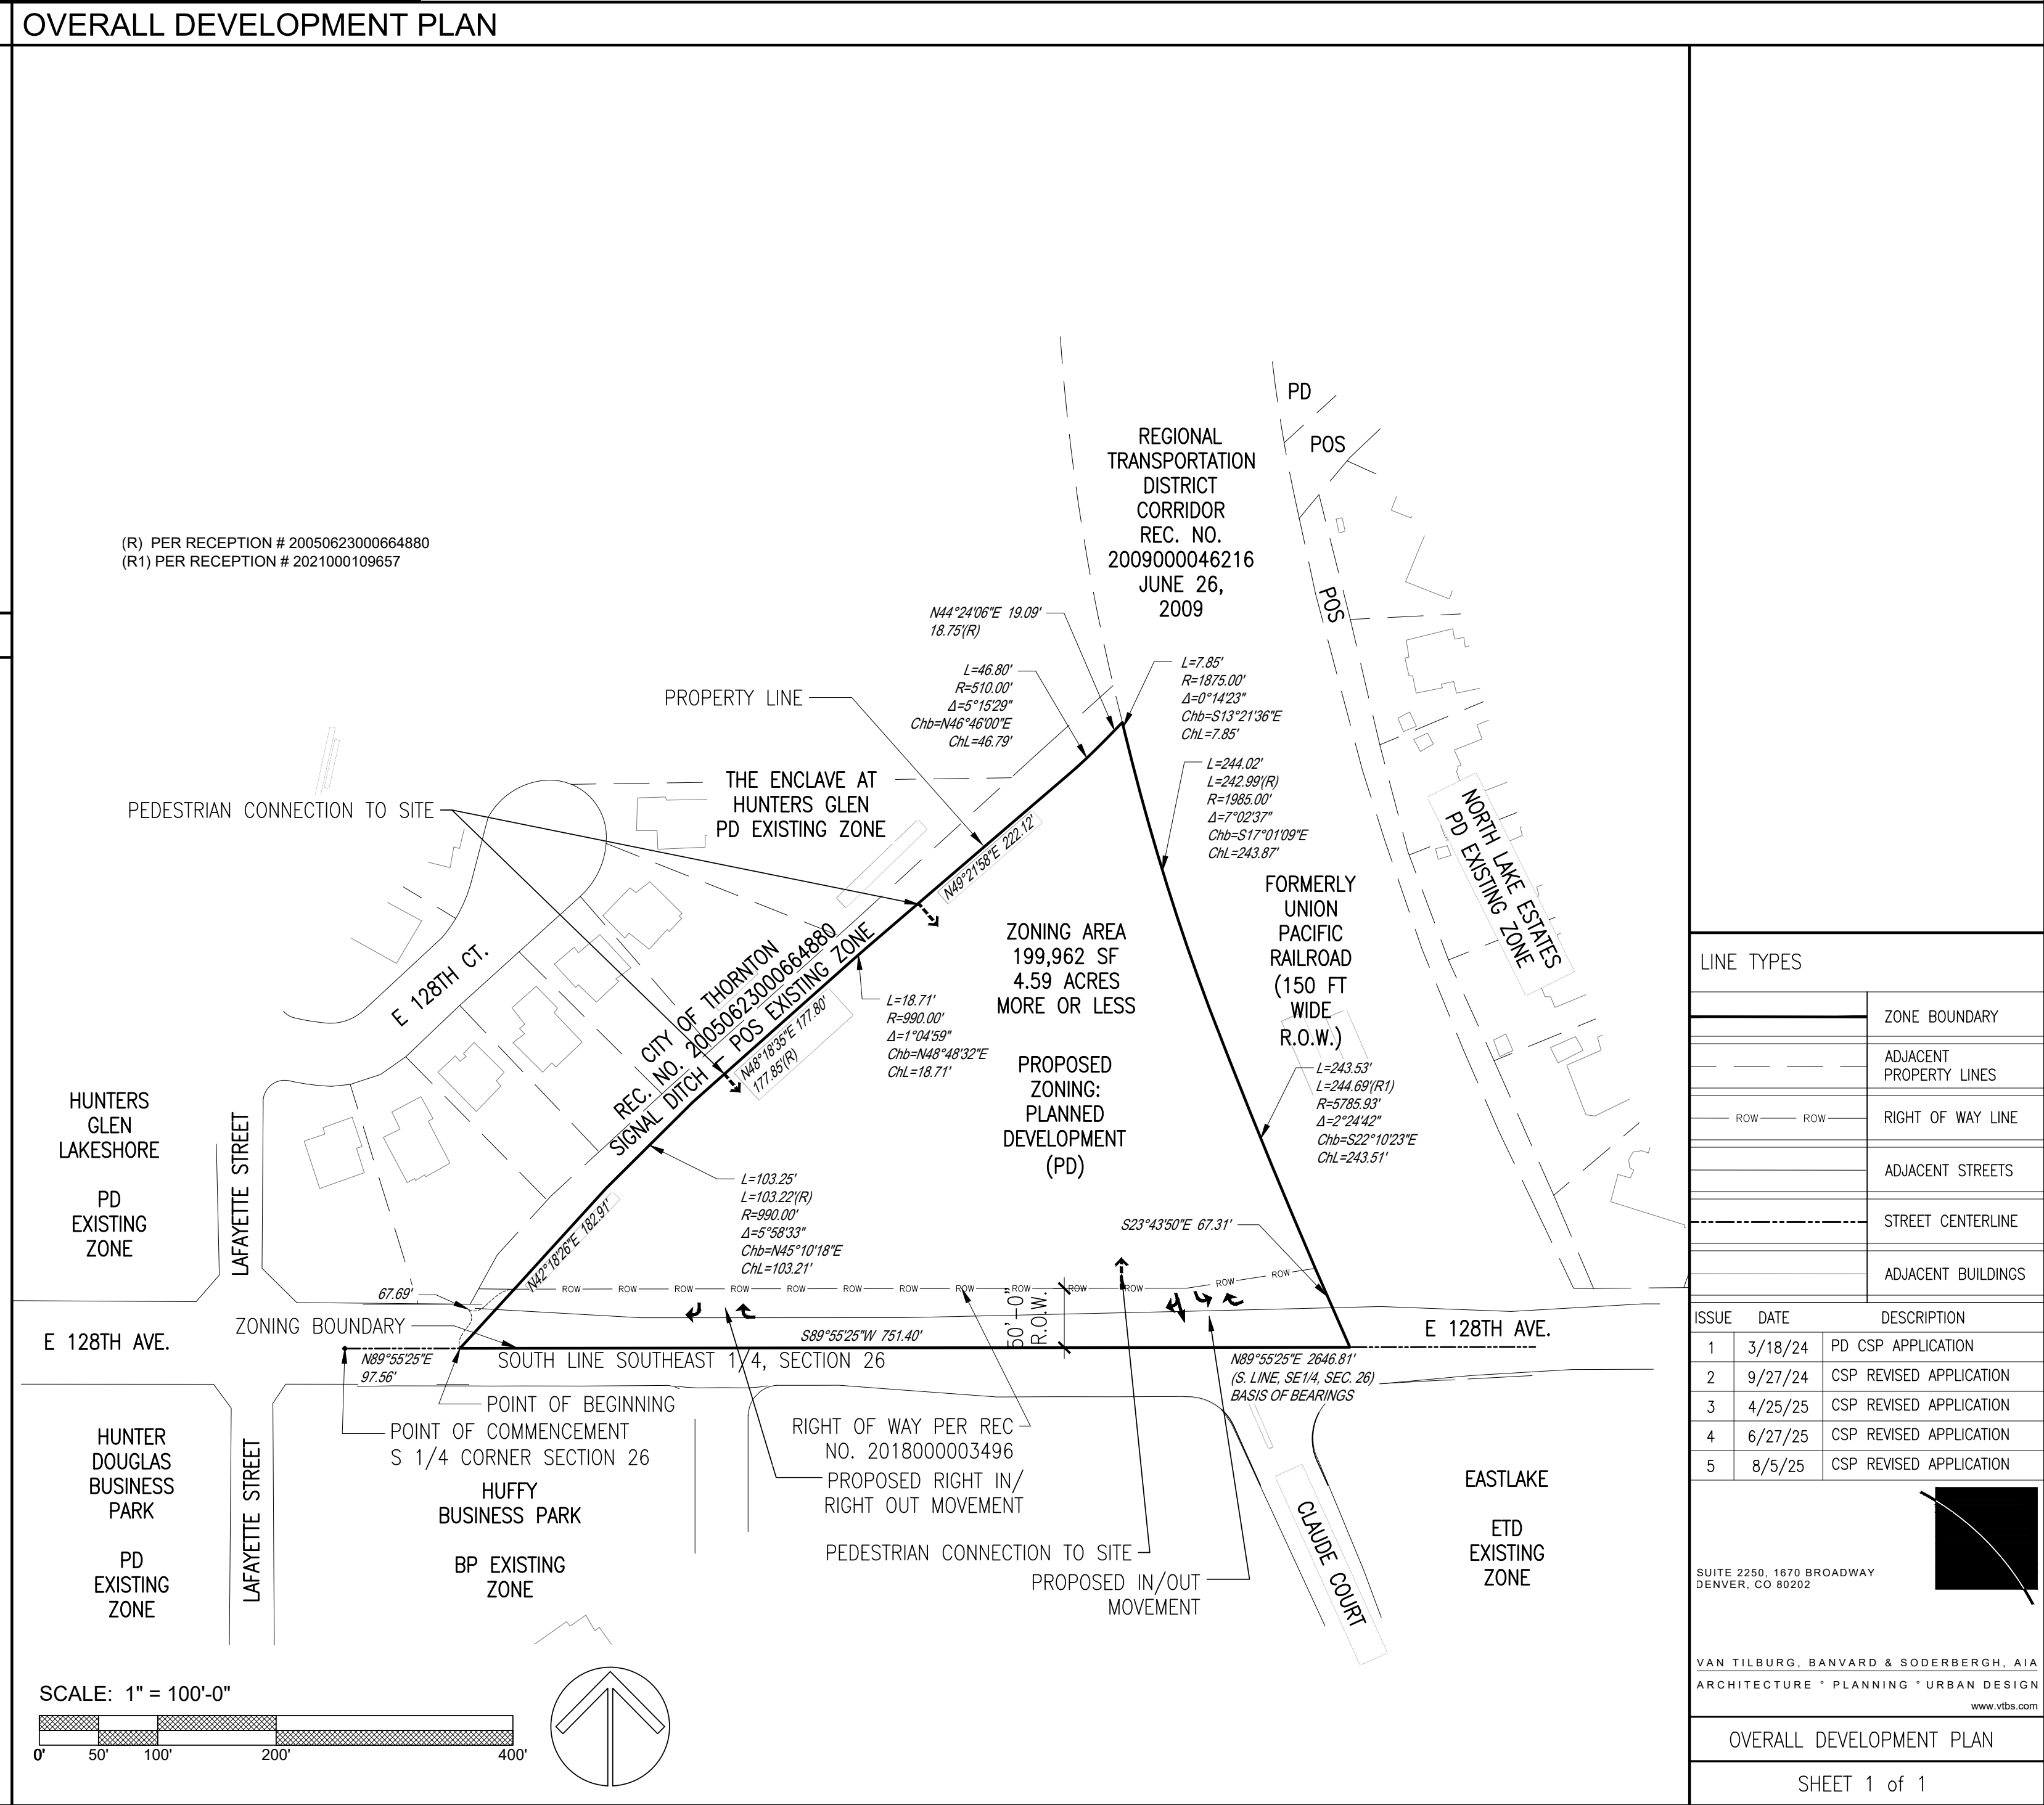 OVERALL DEVELOPMENT PLAN
PD
POS
POS
REGIONAL
TRANSPORTATION
DISTRICT
CORRIDOR
REC. NO.
2009000046216
JUNE 26,
2009
(R) PER RECEPTION # 20050623000664880
(R1) PER RECEPTION # 2021000109657
N44°24'06"E 19.09'
18.75'(R)
L=46.80'
R=510.00'
Δ=5°15'29"
Chb=N46°46'00"E
ChL=46.79'
L=7.85'
R=1875.00'
Δ=0°14'23"
Chb=S13°21'36"E
ChL=7.85'
PROPERTY LINE
L=244.02'
L=242.99'(R)
R=1985.00'
Δ=7°02'37"
Chb=S17°01'09"E
ChL=243.87'
THE ENCLAVE AT
HUNTERS GLEN
PD EXISTING ZONE
PEDESTRIAN CONNECTION TO SITE
N49°21'58"E 222.12'
NORTH LAKE ESTATES
PD EXISTING ZONE
FORMERLY
UNION
PACIFIC
RAILROAD
(150 FT
WIDE
R.O.W.)
ZONING AREA
199,962 SF
4.59 ACRES
MORE OR LESS
PROPOSED
ZONING:
PLANNED
DEVELOPMENT
(PD)
E 128TH CT.
CITY OF THORNTON
REC. NO. 20050623000664880
SIGNAL DITCH - POS EXISTING ZONE
N48°18'35"E 177.80'
177.85'(R)
L=18.71'
R=990.00'
Δ=1°04'59"
Chb=N48°48'32"E
ChL=18.71'
L=243.53'
L=244.69'(R1)
R=5785.93'
Δ=2°24'42"
Chb=S22°10'23"E
ChL=243.51'
HUNTERS
GLEN
LAKESHORE
PD
EXISTING
ZONE
LAFAYETTE STREET
L=103.25'
L=103.22'(R)
R=990.00'
Δ=5°58'33"
Chb=N45°10'18"E
ChL=103.21'
N42°18'26"E 182.91'
S23°43'50"E 67.31'
ROW ROW ROW ROW ROW ROW ROW ROW ROW ROW ROW ROW ROW
67.69'
50'-0"
R.O.W.
ZONING BOUNDARY
E 128TH AVE.
S89°55'25"W 751.40'
E 128TH AVE.
N89°55'25"E
97.56'
SOUTH LINE SOUTHEAST 1/4, SECTION 26
N89°55'25"E 2646.81'
(S. LINE, SE1/4, SEC. 26)
BASIS OF BEARINGS
POINT OF BEGINNING
POINT OF COMMENCEMENT
S 1/4 CORNER SECTION 26
RIGHT OF WAY PER REC
NO. 2018000003496
PROPOSED RIGHT IN/
RIGHT OUT MOVEMENT
PEDESTRIAN CONNECTION TO SITE
PROPOSED IN/OUT
MOVEMENT
HUNTER
DOUGLAS
BUSINESS
PARK
PD
EXISTING
ZONE
LAFAYETTE STREET
HUFFY
BUSINESS PARK
BP EXISTING
ZONE
CLAUDE COURT
EASTLAKE
ETD
EXISTING
ZONE
SCALE: 1" = 100'-0"
0' 50' 100' 200' 400'
LINE TYPES
ZONE BOUNDARY
ADJACENT
PROPERTY LINES
ROW ROW RIGHT OF WAY LINE
ADJACENT STREETS
STREET CENTERLINE
ADJACENT BUILDINGS
ISSUE DATE DESCRIPTION
1 3/18/24 PD CSP APPLICATION
2 9/27/24 CSP REVISED APPLICATION
3 4/25/25 CSP REVISED APPLICATION
4 6/27/25 CSP REVISED APPLICATION
5 8/5/25 CSP REVISED APPLICATION
SUITE 2250, 1670 BROADWAY
DENVER, CO 80202
VAN TILBURG, BANVARD & SODERBERGH, AIA
ARCHITECTURE ° PLANNING ° URBAN DESIGN
www.vtbs.com
OVERALL DEVELOPMENT PLAN
SHEET 1 of 1